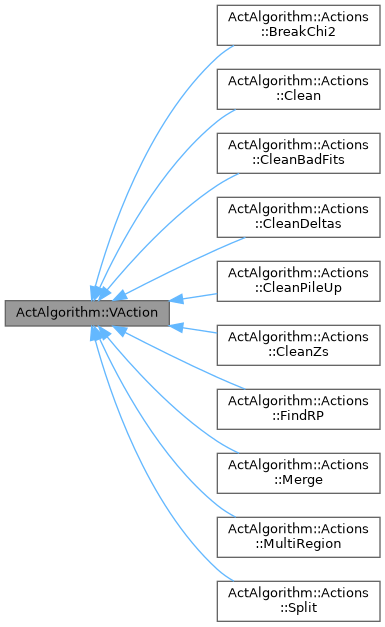 ActAlgorithm::Actions
::BreakChi2
ActAlgorithm::Actions
::Clean
ActAlgorithm::Actions
::CleanBadFits
ActAlgorithm::Actions
::CleanDeltas
ActAlgorithm::Actions
::CleanPileUp
ActAlgorithm::VAction
ActAlgorithm::Actions
::CleanZs
ActAlgorithm::Actions
::FindRP
ActAlgorithm::Actions
::Merge
ActAlgorithm::Actions
::MultiRegion
ActAlgorithm::Actions
::Split